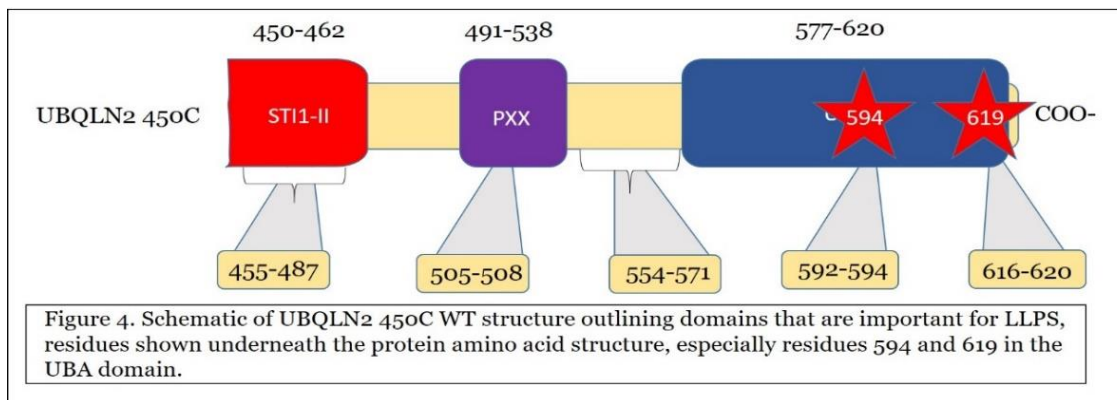 450-462 491-538 577-620
UBQLN2 450C STI1-II PXX 594 619 COO-
455-487 505-508 554-571 592-594 616-620
Figure 4. Schematic of UBQLN2 450C WT structure outlining domains that are important for LLPS,
residues shown underneath the protein amino acid structure, especially residues 594 and 619 in the
UBA domain.